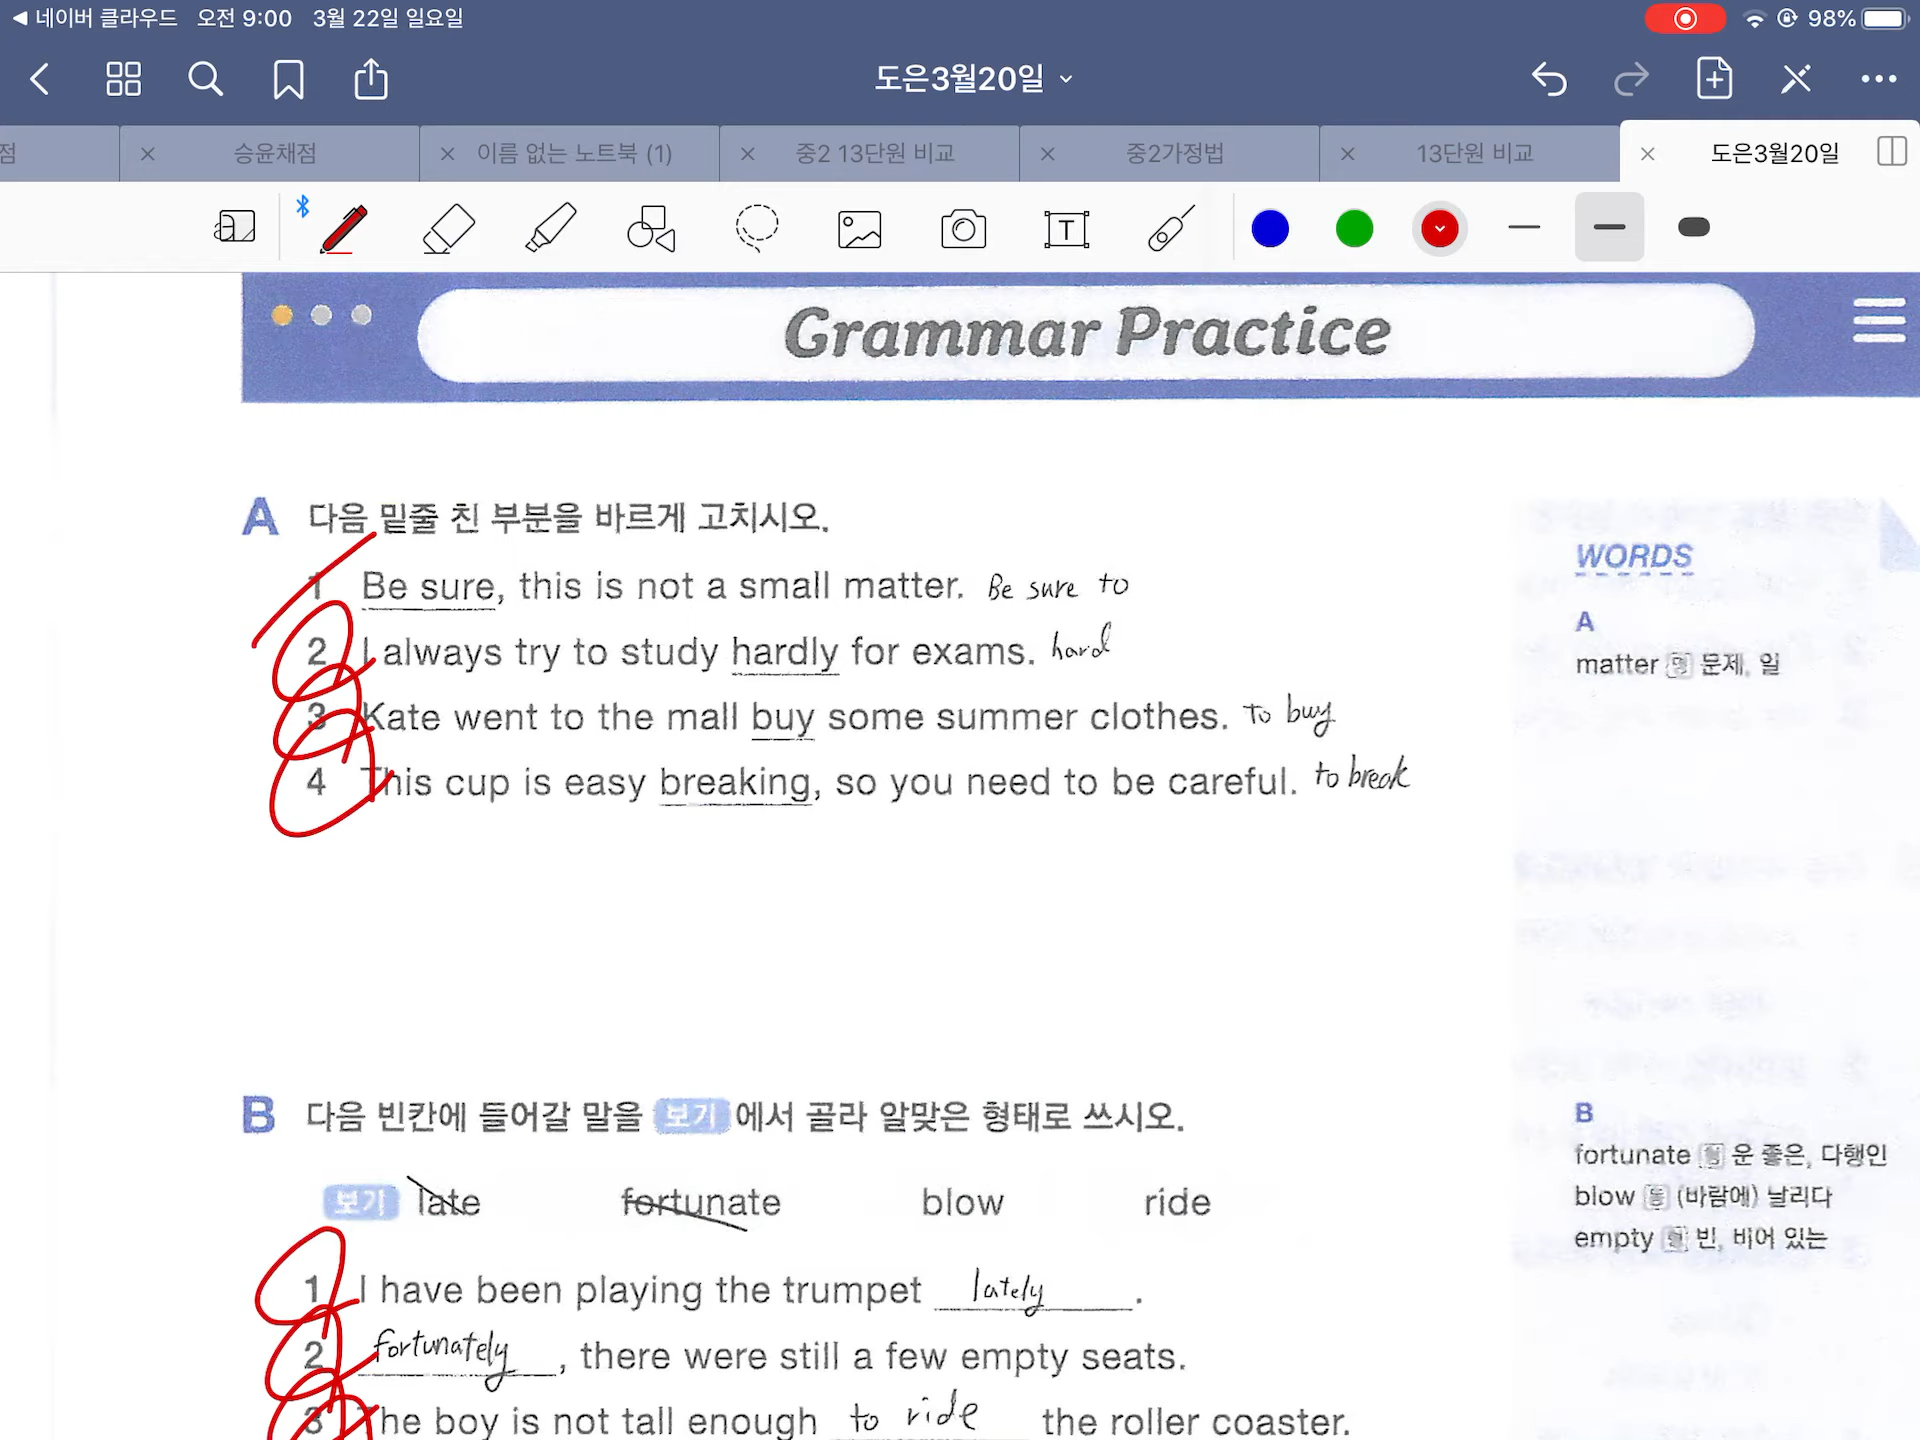 ◀ 네이버 클라우드 오전 9:00 3월 22일 일요일 98%
도은3월20일
점 승윤채점 이름 없는 노트북 (1) 중2 13단원 비교 중2가정법 13단원 비교 도은3월20일
Grammar Practice
A 다음 밑줄 친 부분을 바르게 고치시오.
1 Be sure, this is not a small matter. Be sure to
2 I always try to study hardly for exams. hard
3 Kate went to the mall buy some summer clothes. to buy
4 This cup is easy breaking, so you need to be careful. to break
WORDS
A
matter 명 문제, 일
B 다음 빈칸에 들어갈 말을 보기 에서 골라 알맞은 형태로 쓰시오.
보기 late fortunate blow ride
1 I have been playing the trumpet lately.
2 fortunately, there were still a few empty seats.
3 The boy is not tall enough to ride the roller coaster.
B
fortunate 형 운 좋은, 다행인
blow 동 (바람에) 날리다
empty 형 빈, 비어 있는